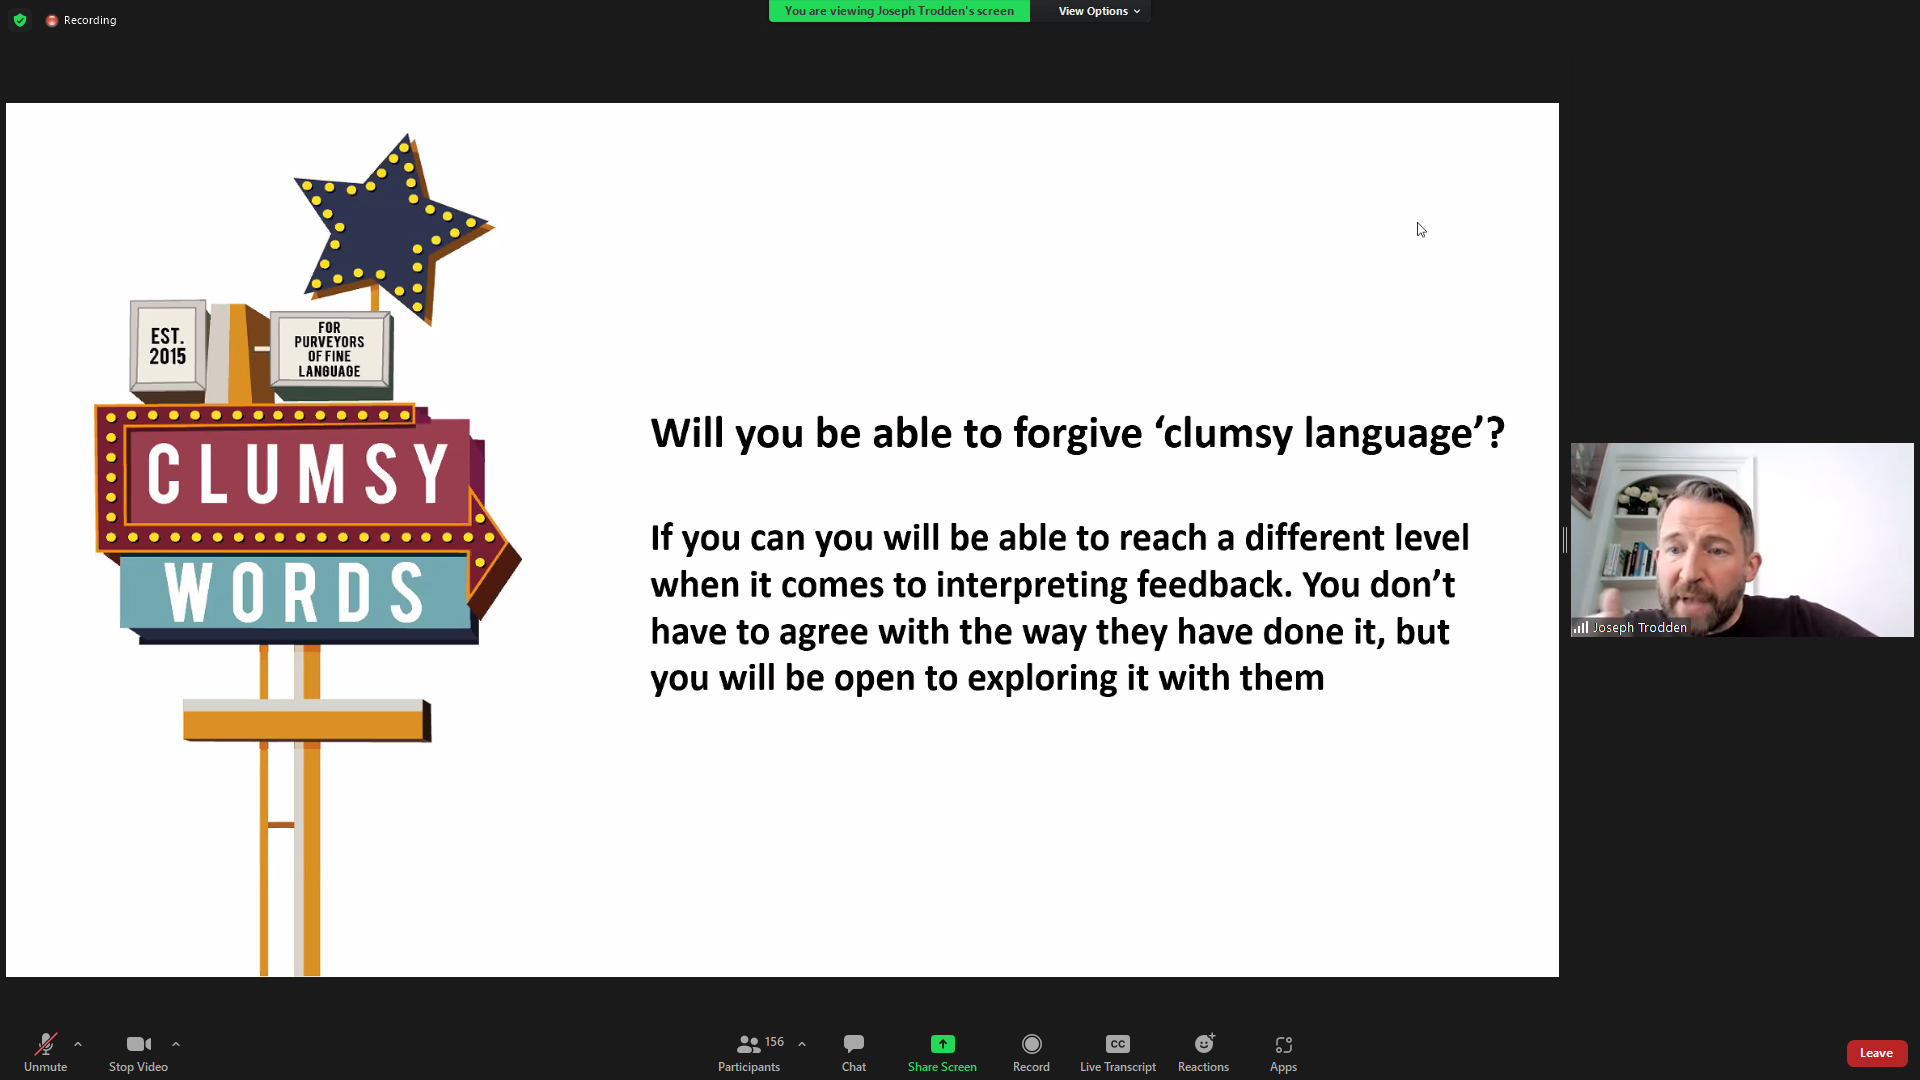 Recording
You are viewing Joseph Trodden's screen
View Options
EST.
2015
FOR
PURVEYORS
OF FINE
LANGUAGE
CLUMSY
WORDS
Will you be able to forgive ‘clumsy language’?
If you can you will be able to reach a different level
when it comes to interpreting feedback. You don’t
have to agree with the way they have done it, but
you will be open to exploring it with them
Joseph Trodden
Unmute
Stop Video
156
Participants
Chat
Share Screen
Record
CC
Live Transcript
Reactions
Apps
Leave